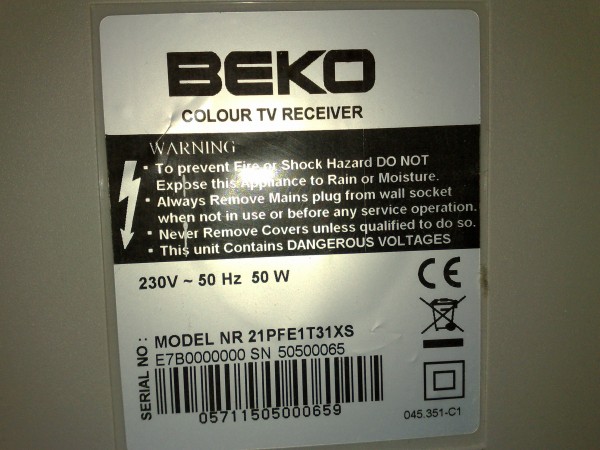 BEKO
COLOUR TV RECEIVER
WARNING
· To prevent Fire or Shock Hazard DO NOT
Expose this Appliance to Rain or Moisture.
· Always Remove Mains plug from wall socket
when not in use or before any service operation.
· Never Remove Covers unless qualified to do so.
· This unit Contains DANGEROUS VOLTAGES
230V ~ 50 Hz 50 W
CE
SERIAL NO :
MODEL NR 21PFE1T31XS
E7B0000000 SN 50500065
05711505000659
045.351-C1